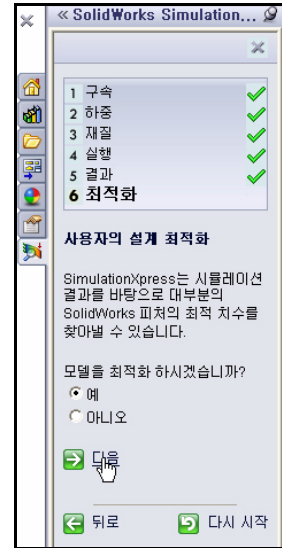 « SolidWorks Simulation...
1 구속
2 하중
3 재질
4 실행
5 결과
6 최적화
사용자의 설계 최적화
SimulationXpress는 시뮬레이션
결과를 바탕으로 대부분의
SolidWorks 피처의 최적 치수를
찾아낼 수 있습니다.
모델을 최적화 하시겠습니까?
예
아니오
다음
뒤로 다시 시작